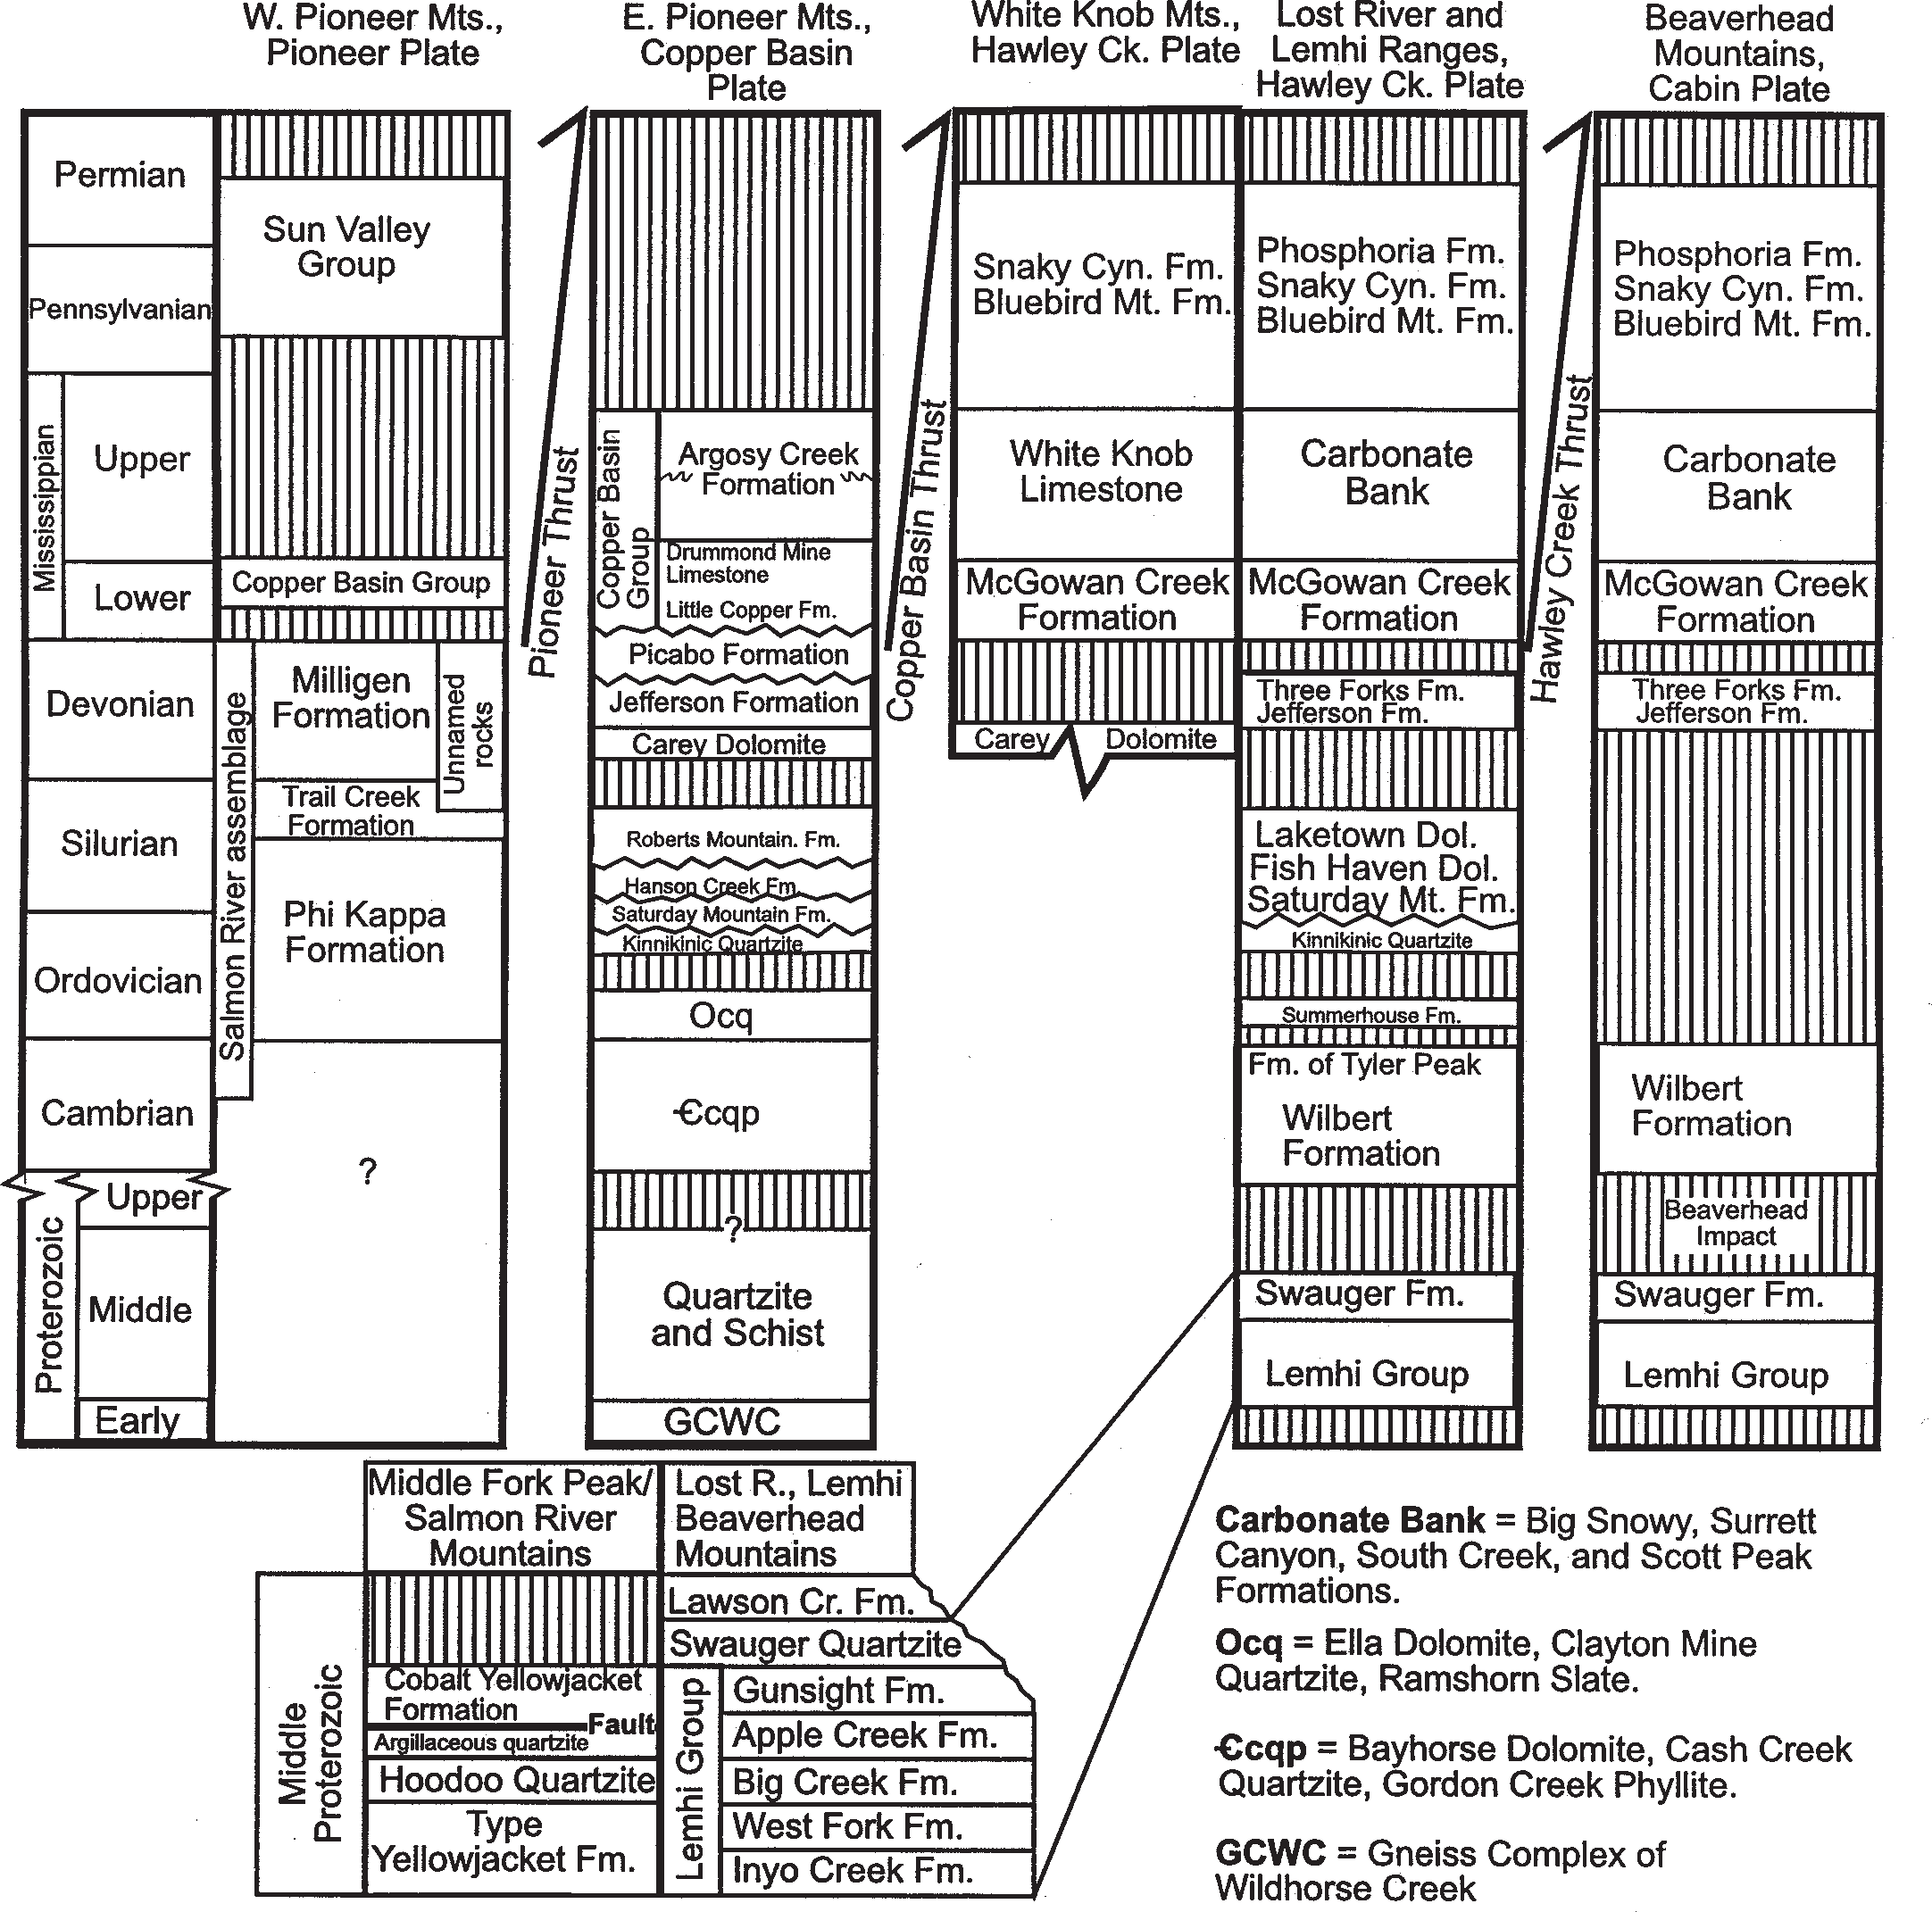 W. Pioneer Mts.,
Pioneer Plate
E. Pioneer Mts.,
Copper Basin
Plate
White Knob Mts.,
Hawley Ck. Plate
Lost River and
Lemhi Ranges,
Hawley Ck. Plate
Beaverhead
Mountains,
Cabin Plate
Permian
Pennsylvanian
Mississippian
Upper
Lower
Devonian
Silurian
Ordovician
Cambrian
Proterozoic
Upper
Middle
Early
Sun Valley
Group
Copper Basin Group
Salmon River assemblage
Milligen
Formation
Unnamed
rocks
Trail Creek
Formation
Phi Kappa
Formation
?
Pioneer Thrust
Copper Basin
Group
Argosy Creek
Formation
Drummond Mine
Limestone
Little Copper Fm.
Picabo Formation
Jefferson Formation
Carey Dolomite
Roberts Mountain. Fm.
Hanson Creek Fm.
Saturday Mountain Fm.
Kinnikinic Quartzite
Ocq
Єcqp
?
Quartzite
and Schist
GCWC
Copper Basin Thrust
Snaky Cyn. Fm.
Bluebird Mt. Fm.
White Knob
Limestone
McGowan Creek
Formation
Carey Dolomite
Phosphoria Fm.
Snaky Cyn. Fm.
Bluebird Mt. Fm.
Carbonate
Bank
McGowan Creek
Formation
Three Forks Fm.
Jefferson Fm.
Laketown Dol.
Fish Haven Dol.
Saturday Mt. Fm.
Kinnikinic Quartzite
Summerhouse Fm.
Fm. of Tyler Peak
Wilbert
Formation
Swauger Fm.
Lemhi Group
Hawley Creek Thrust
Phosphoria Fm.
Snaky Cyn. Fm.
Bluebird Mt. Fm.
Carbonate
Bank
McGowan Creek
Formation
Three Forks Fm.
Jefferson Fm.
Wilbert
Formation
Beaverhead
Impact
Swauger Fm.
Lemhi Group
Middle Fork Peak/
Salmon River
Mountains
Lost R., Lemhi
Beaverhead
Mountains
Middle
Proterozoic
Cobalt Yellowjacket
Formation
Fault
Argillaceous quartzite
Hoodoo Quartzite
Type
Yellowjacket Fm.
Lawson Cr. Fm.
Swauger Quartzite
Lemhi Group
Gunsight Fm.
Apple Creek Fm.
Big Creek Fm.
West Fork Fm.
Inyo Creek Fm.
Carbonate Bank = Big Snowy, Surrett
Canyon, South Creek, and Scott Peak
Formations.
Ocq = Ella Dolomite, Clayton Mine
Quartzite, Ramshorn Slate.
Єcqp = Bayhorse Dolomite, Cash Creek
Quartzite, Gordon Creek Phyllite.
GCWC = Gneiss Complex of
Wildhorse Creek